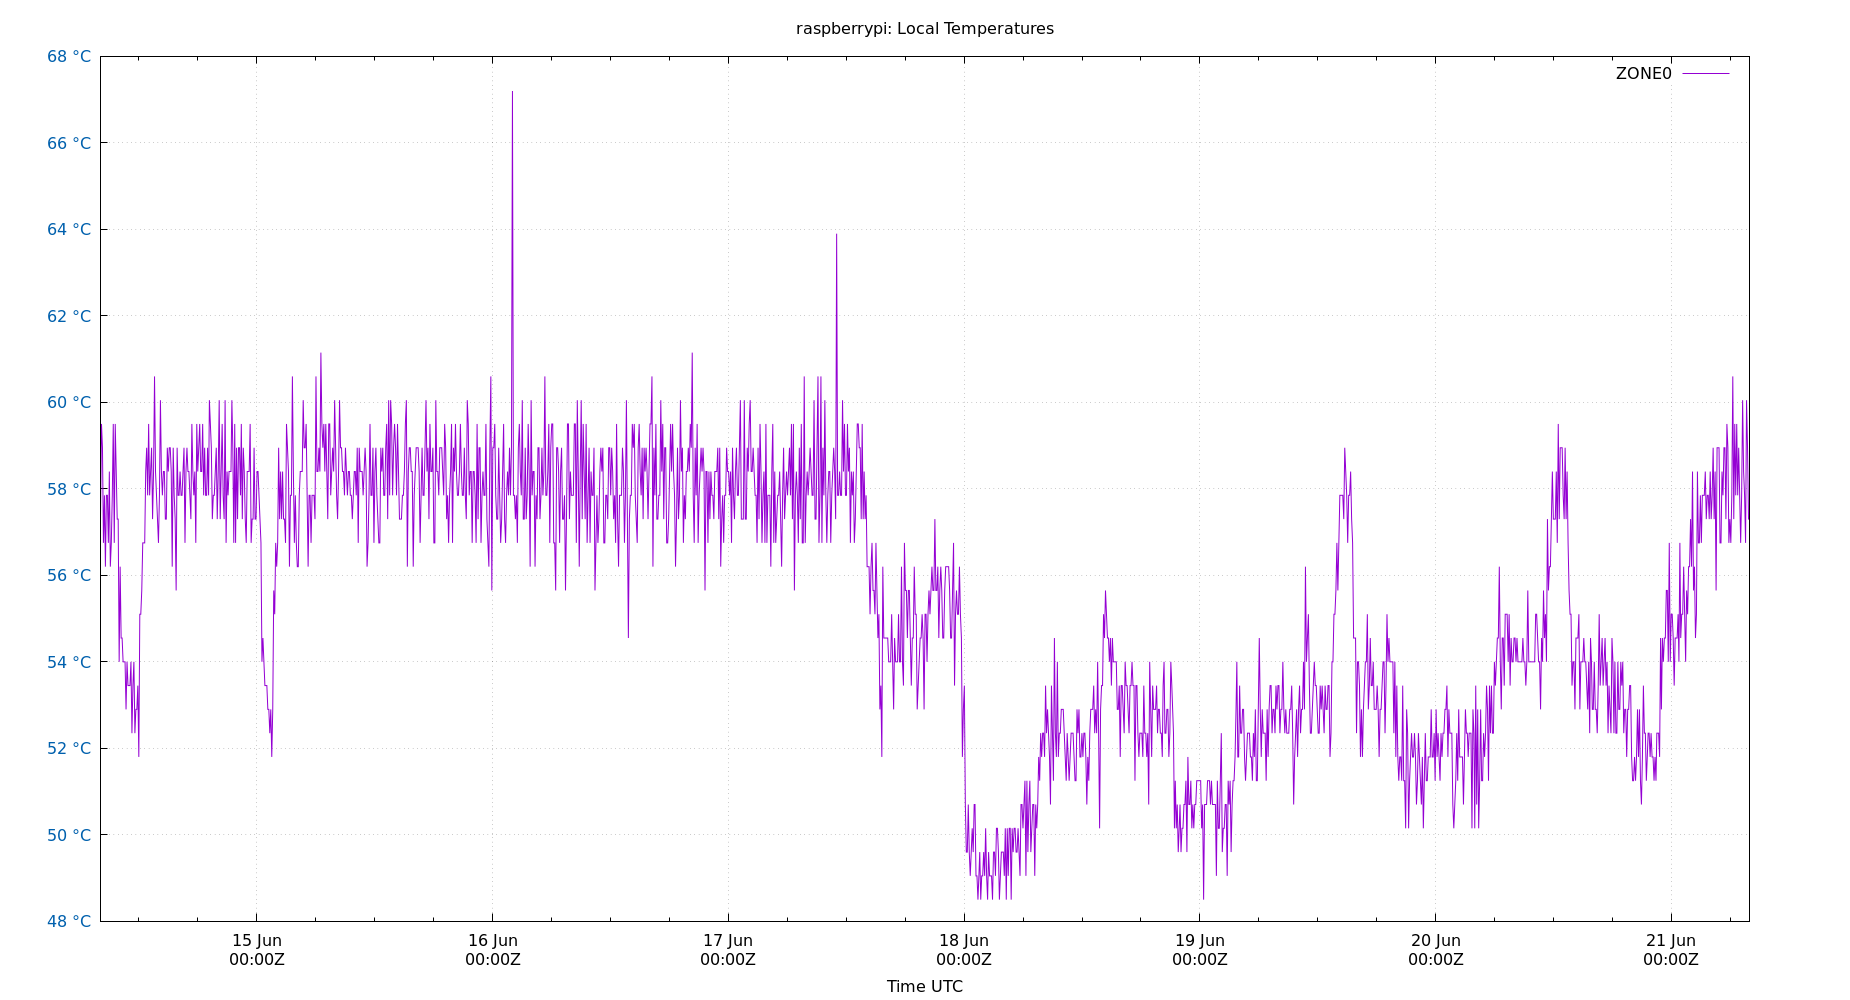 raspberrypi: Local Temperatures
68 °C
ZONE0
66 °C
64 °C
62 °C
60 °C
58 °C
56 °C
54 °C
52 °C
50 °C
48 °C
15 Jun 16 Jun 17 Jun 18 Jun 19 Jun 20 Jun 21 Jun
00:00Z 00:00Z 00:00Z 00:00Z 00:00Z 00:00Z 00:00Z
Time UTC